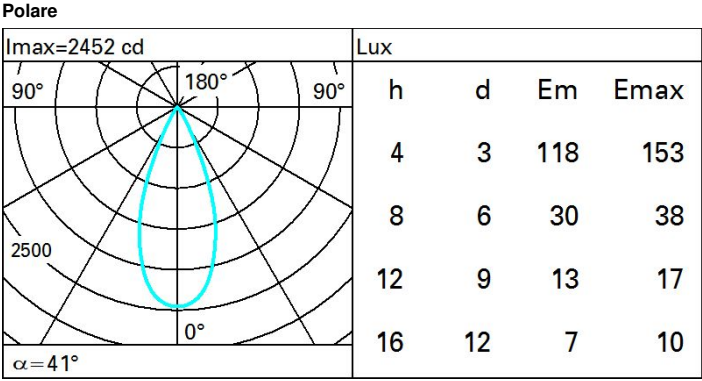 Polare
Imax=2452 cd
Lux
90° 180° 90°
h d Em Emax
4 3 118 153
8 6 30 38
2500
12 9 13 17
0°
16 12 7 10
α=41°